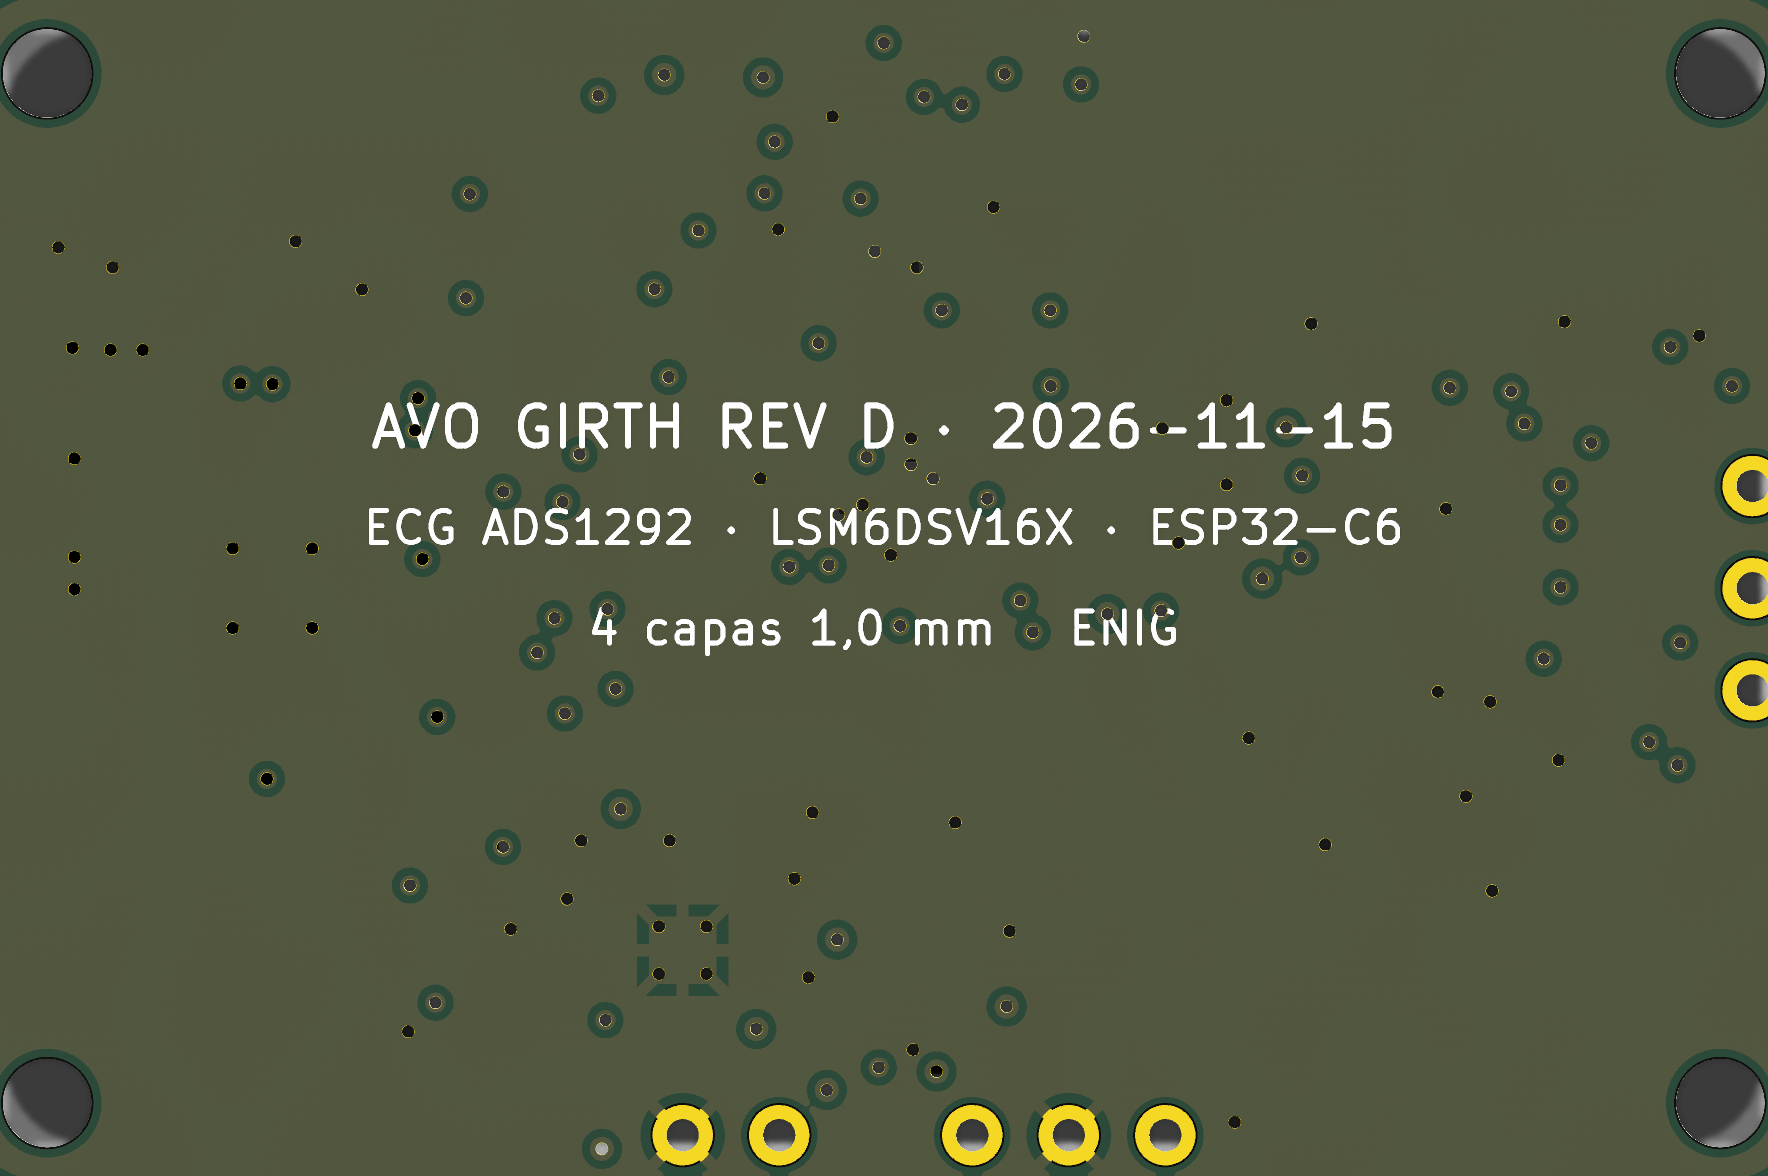 AVO GIRTH REV D · 2026-11-15
ECG ADS1292 · LSM6DSV16X · ESP32-C6
4 capas 1,0 mm ENIG